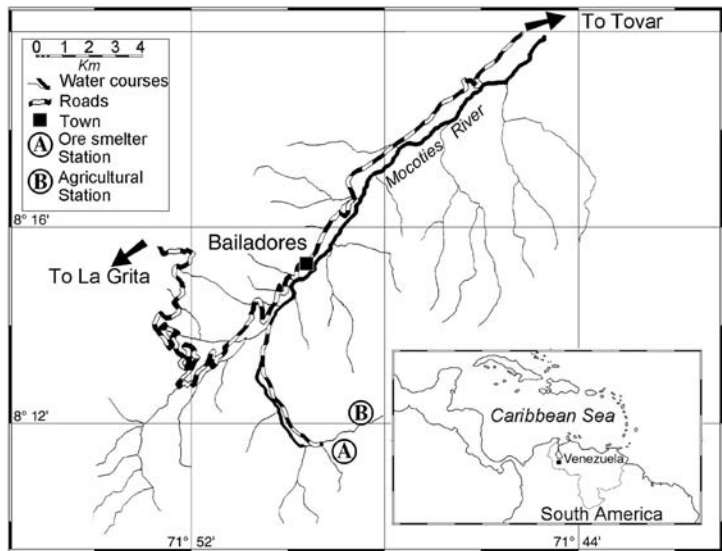 To Tovar
0 1 2 3 4
Km
Water courses
Roads
Town
A Ore smelter
Station
B Agricultural
Station
Mocoties River
8° 16'
Bailadores
To La Grita
8° 12'
B
A
Caribbean Sea
Venezuela
South America
71° 52' 71° 44'